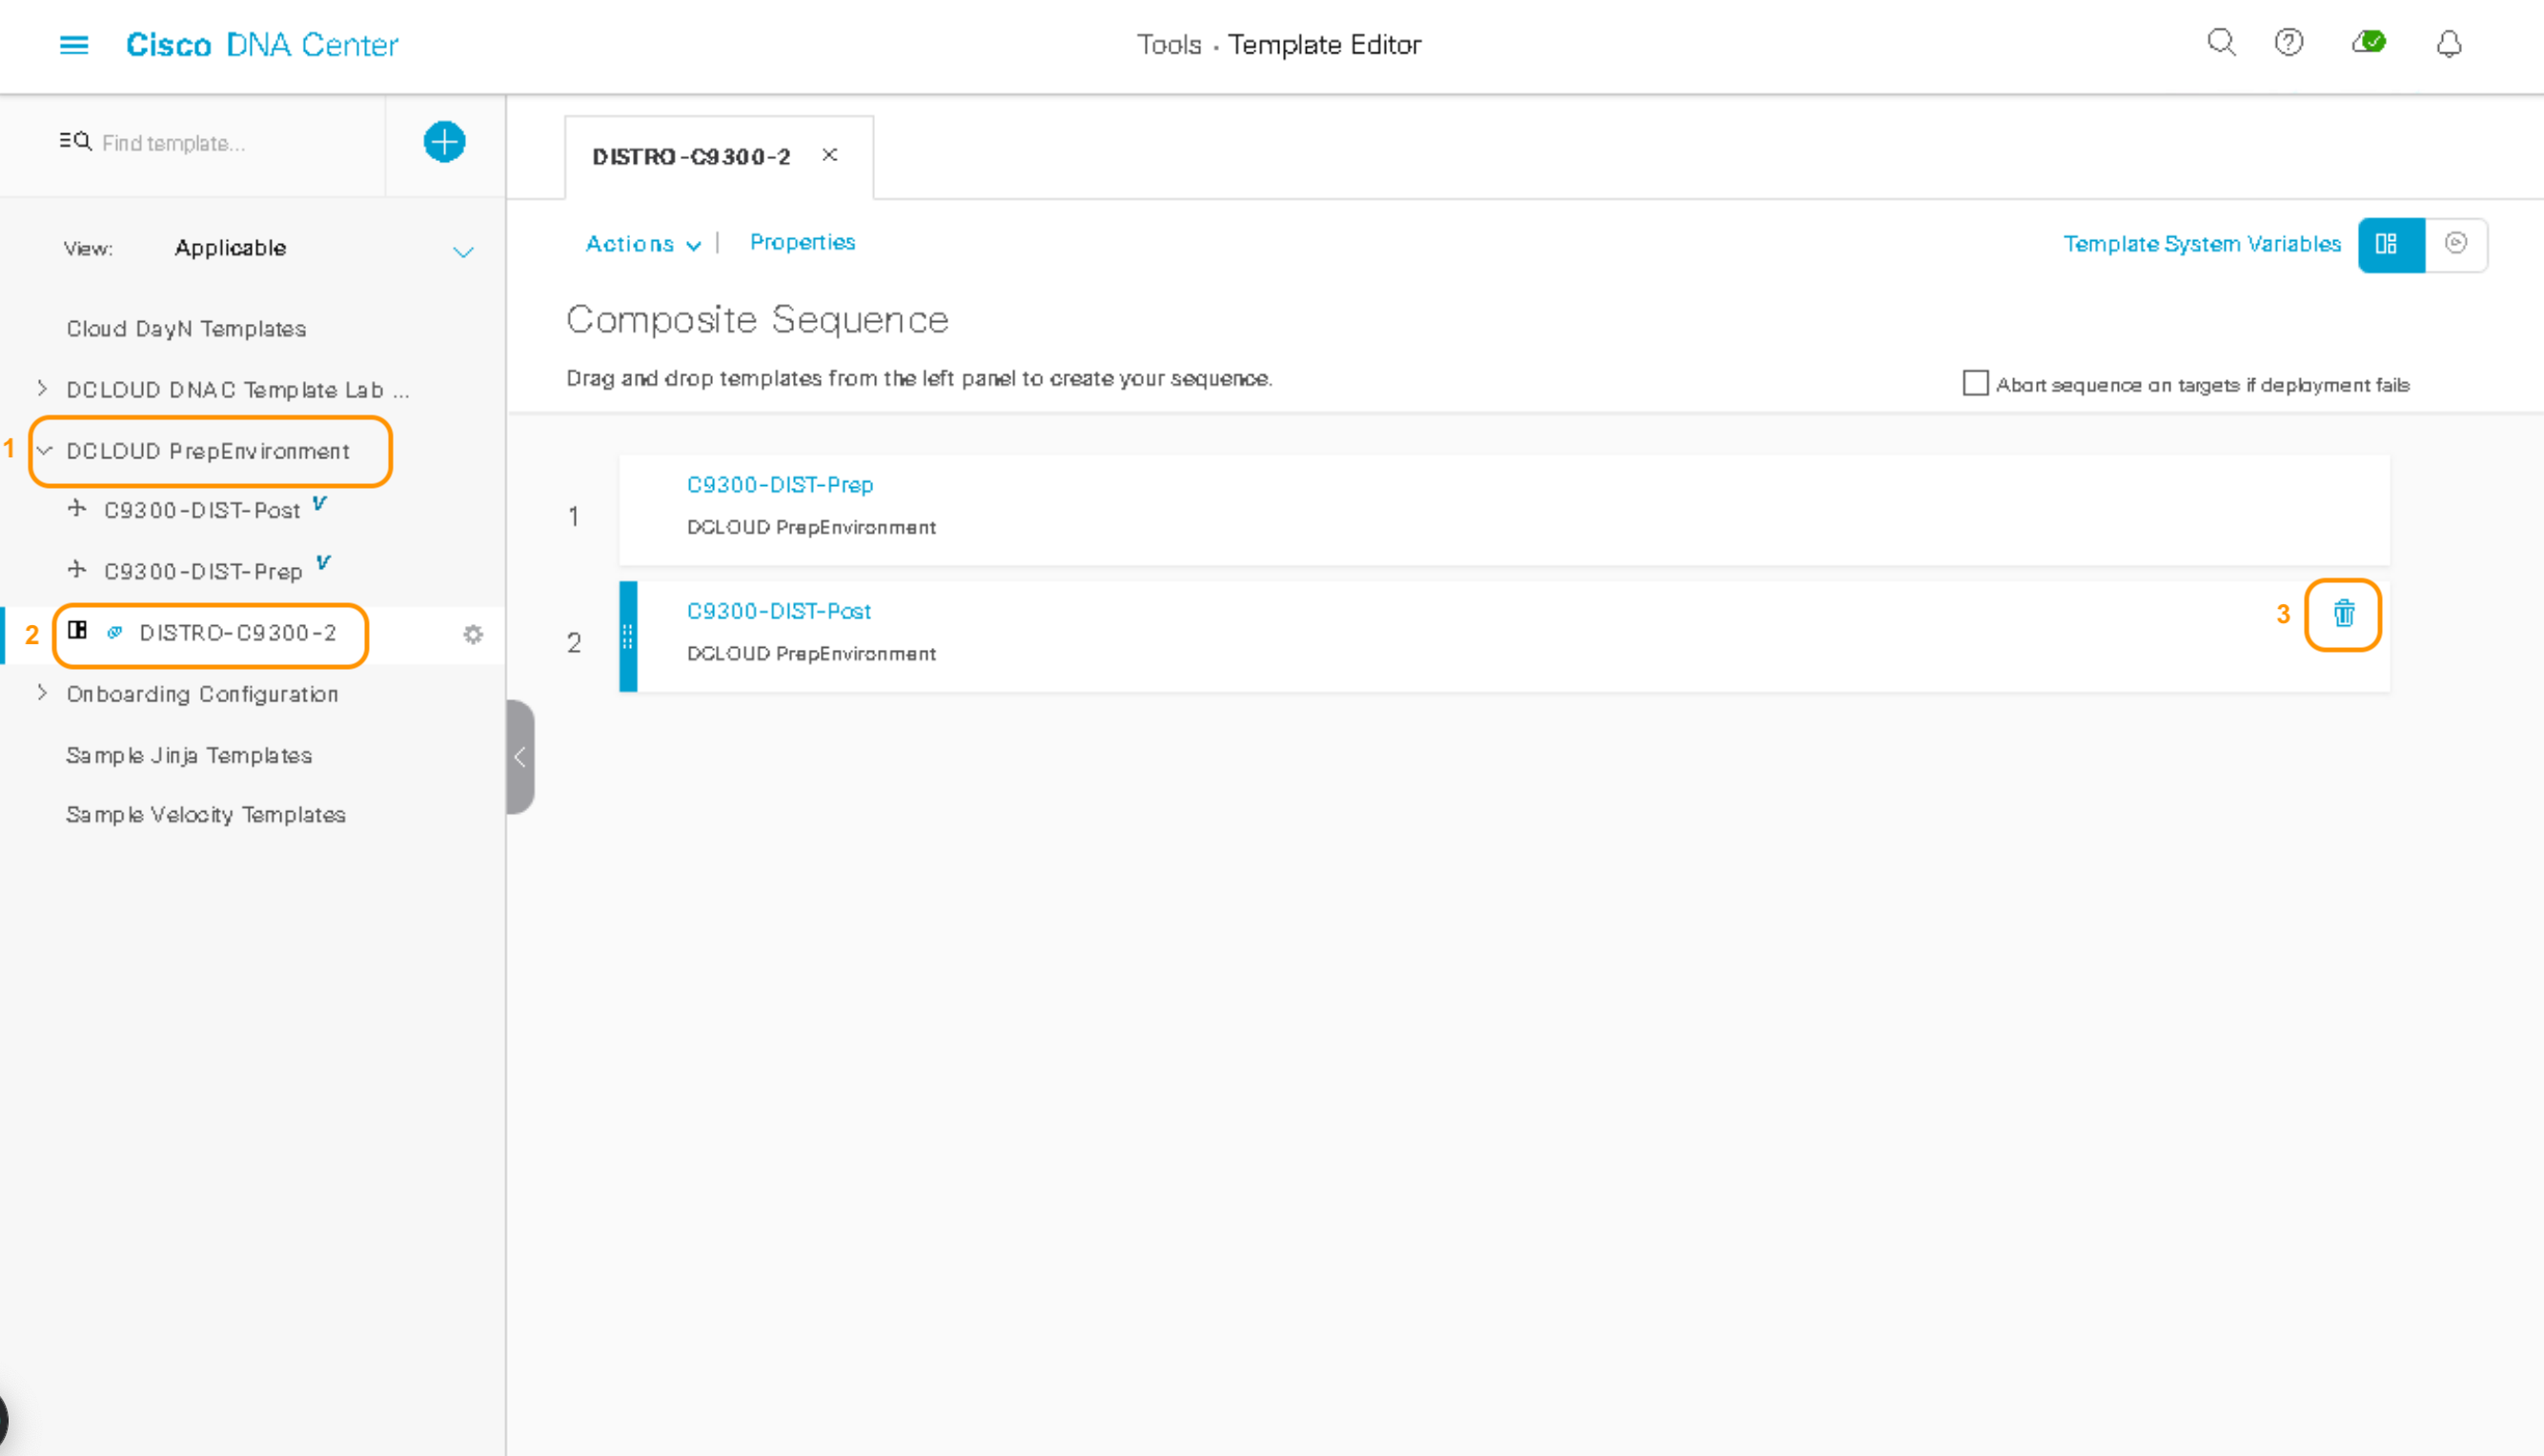 Cisco DNA Center
Tools · Template Editor
Find template...
View: Applicable
Cloud DayN Templates
DCLOUD DNAC Template Lab ...
1
DCLOUD PrepEnvironment
C9300-DIST-Post V
C9300-DIST-Prep V
2
DISTRO-C9300-2
Onboarding Configuration
Sample Jinja Templates
Sample Velocity Templates
DISTRO-C9300-2
Actions | Properties
Template System Variables
Composite Sequence
Drag and drop templates from the left panel to create your sequence.
Abort sequence on targets if deployment fails
1
C9300-DIST-Prep
DCLOUD PrepEnvironment
2
C9300-DIST-Post
DCLOUD PrepEnvironment
3